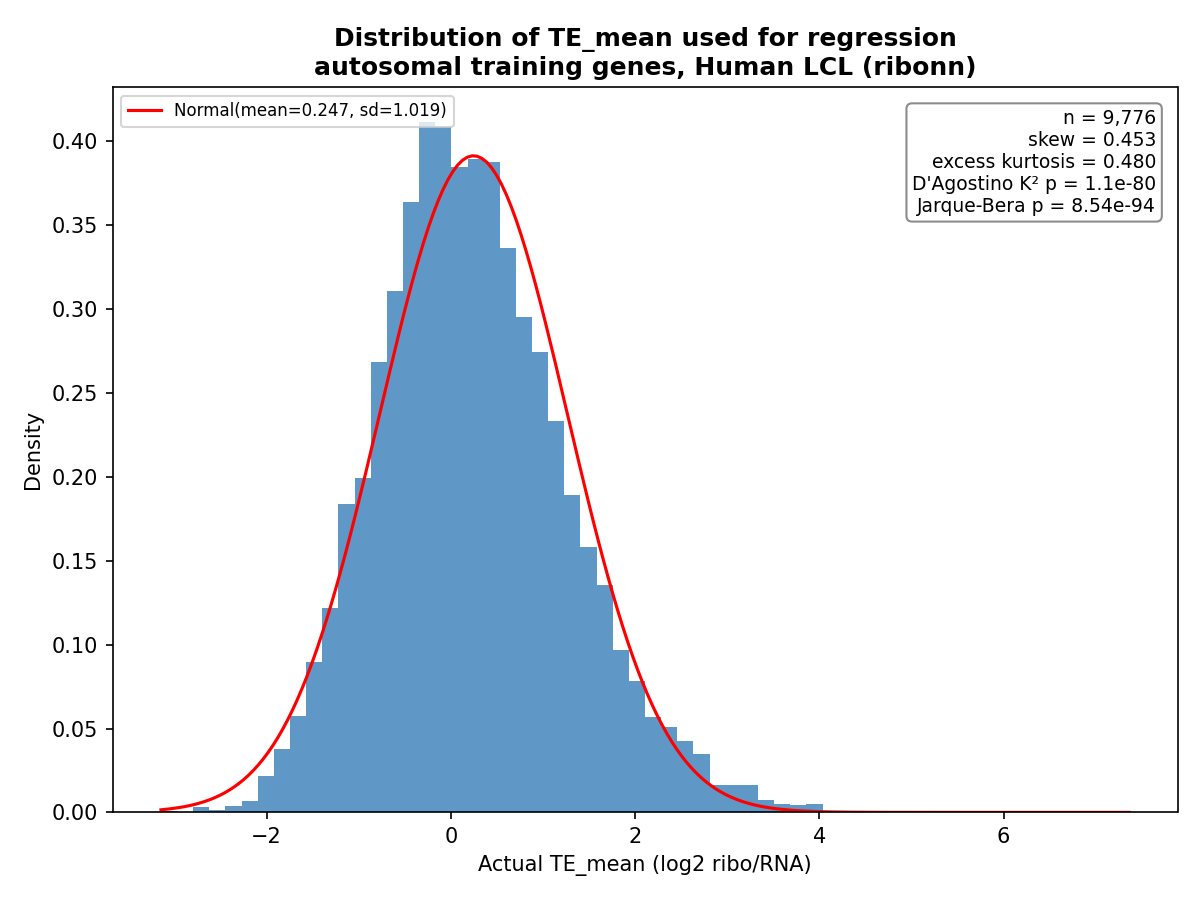 Distribution of TE_mean used for regression
autosomal training genes, Human LCL (ribonn)
Normal(mean=0.247, sd=1.019)
n = 9,776
skew = 0.453
excess kurtosis = 0.480
D'Agostino K² p = 1.1e-80
Jarque-Bera p = 8.54e-94
Density
0.40
0.35
0.30
0.25
0.20
0.15
0.10
0.05
0.00
−2
0
2
4
6
Actual TE_mean (log2 ribo/RNA)